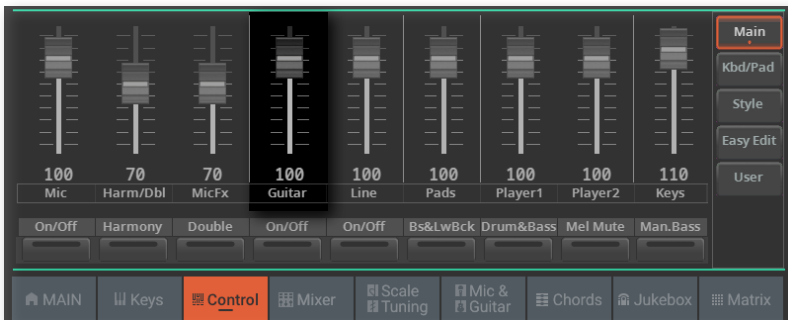 Main
Kbd/Pad
Style
Easy Edit
User
100 70 70 100 100 100 100 100 110
Mic Harm/Dbl MicFx Guitar Line Pads Player1 Player2 Keys
On/Off Harmony Double On/Off On/Off Bs&LwBck Drum&Bass Mel Mute Man.Bass
MAIN Keys Control Mixer Scale Tuning Mic & Guitar Chords Jukebox Matrix